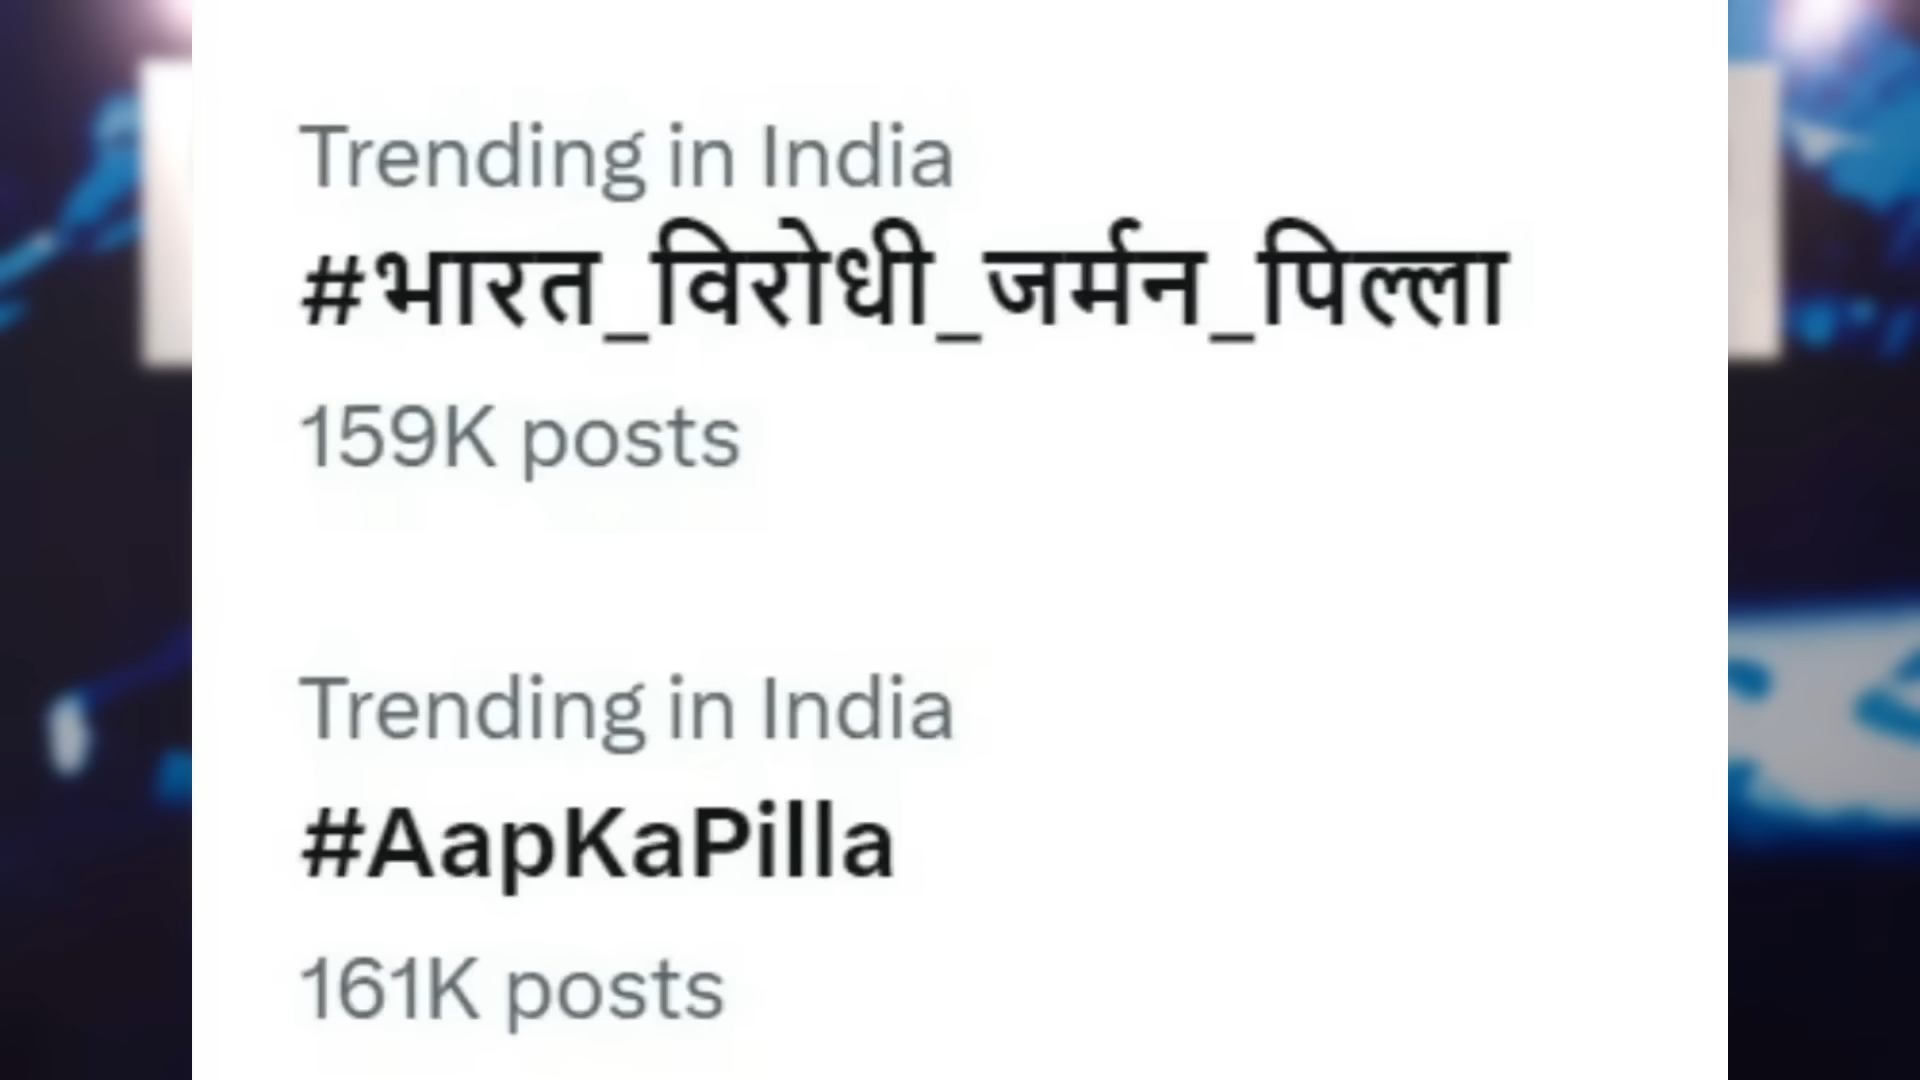 Trending in India
#भारत_विरोधी_जर्मन_पिल्ला
159K posts
Trending in India
#AapKaPilla
161K posts